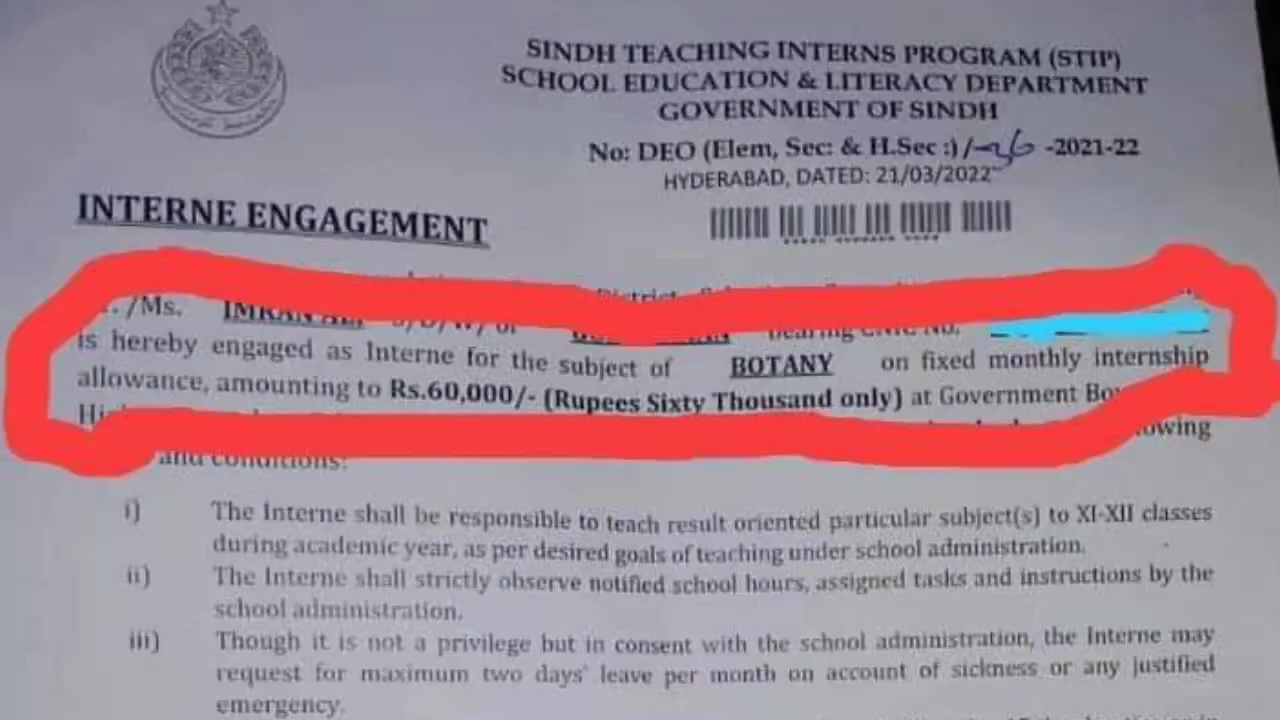 SINDH TEACHING INTERNS PROGRAM (STIP)
SCHOOL EDUCATION & LITERACY DEPARTMENT
GOVERNMENT OF SINDH
No: DEO (Elem, Sec: & H.Sec :)/-36 -2021-22
HYDERABAD, DATED: 21/03/2022
INTERNE ENGAGEMENT
/Ms. IMRAN ALI S/D/W/of bearing CNIC No.
is hereby engaged as Interne for the subject of BOTANY on fixed monthly internship
allowance, amounting to Rs.60,000/- (Rupees Sixty Thousand only) at Government
and conditions:
i) The Interne shall be responsible to teach result oriented particular subject(s) to XI-XII classes
during academic year, as per desired goals of teaching under school administration.
ii) The Interne shall strictly observe notified school hours, assigned tasks and instructions by the
school administration.
iii) Though it is not a privilege but in consent with the school administration, the Interne may
request for maximum two days' leave per month on account of sickness or any justified
emergency.